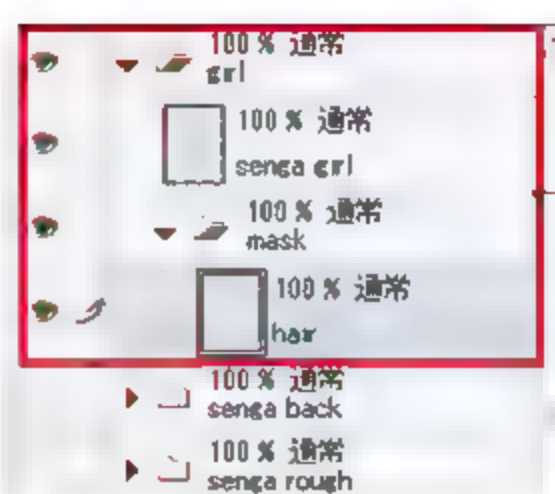 100 % 通常
girl
100 % 通常
senga girl
100 % 通常
mask
100 % 通常
hair
100 % 通常
senga back
100 % 通常
senga rough